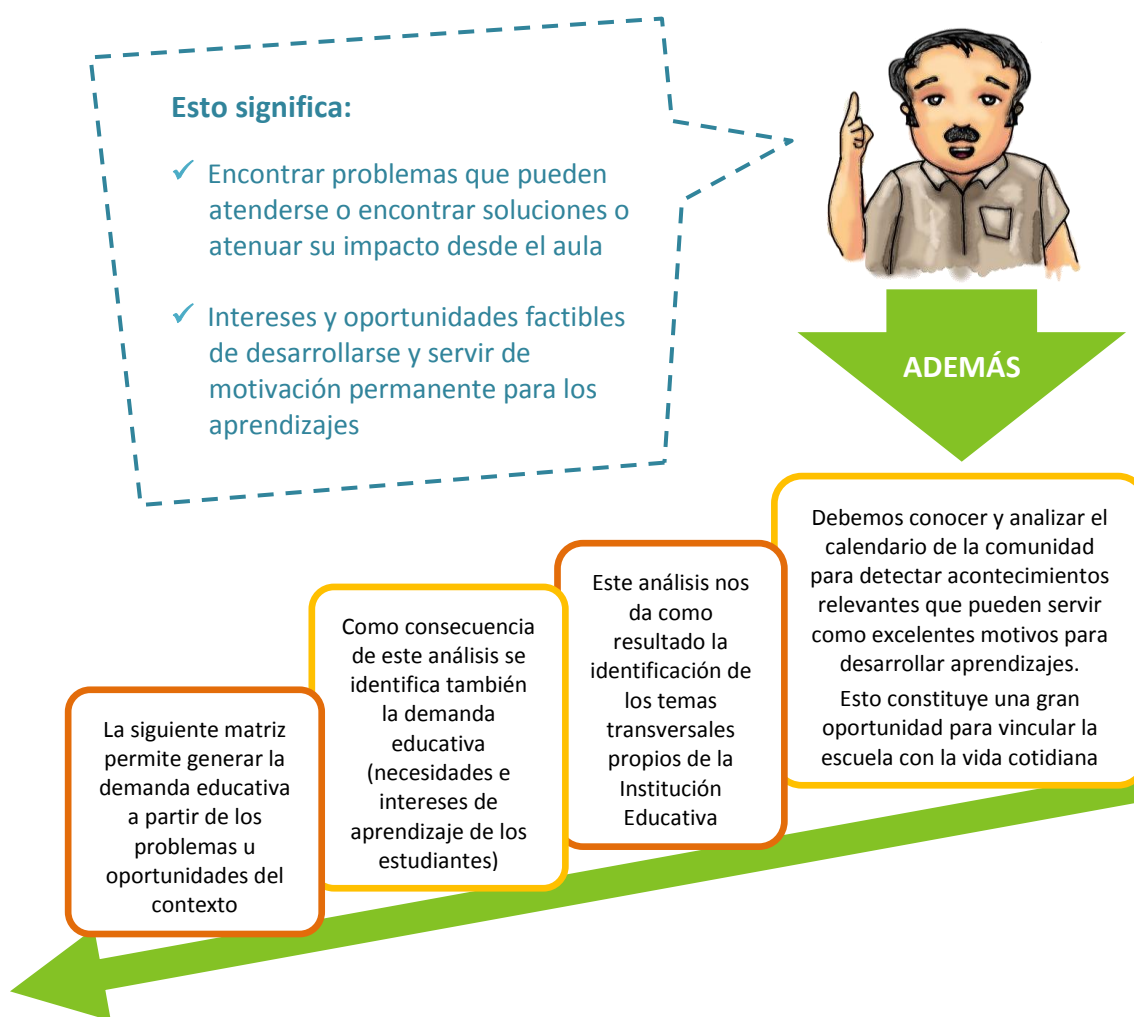 Esto significa:
✓ Encontrar problemas que pueden
atenderse o encontrar soluciones o
atenuar su impacto desde el aula
✓ Intereses y oportunidades factibles
de desarrollarse y servir de
motivación permanente para los
aprendizajes
ADEMÁS
Debemos conocer y analizar el
calendario de la comunidad
para detectar acontecimientos
relevantes que pueden servir
como excelentes motivos para
desarrollar aprendizajes.
Esto constituye una gran
oportunidad para vincular la
escuela con la vida cotidiana
Este análisis nos
da como
resultado la
identificación de
los temas
transversales
propios de la
Institución
Educativa
Como consecuencia
de este análisis se
identifica también
la demanda
educativa
(necesidades e
intereses de
aprendizaje de los
estudiantes)
La siguiente matriz
permite generar la
demanda educativa
a partir de los
problemas u
oportunidades del
contexto